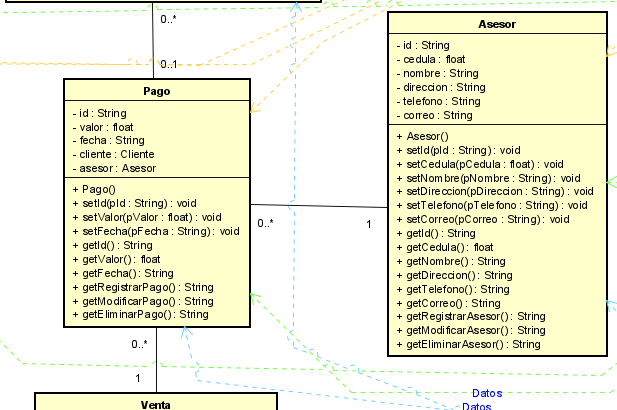 0..*
0..1
Pago
- id : String
- valor : float
- fecha : String
- cliente : Cliente
- asesor : Asesor
+ Pago()
+ setId(pId : String) : void
+ setValor(pValor : float) : void
+ setFecha(pFecha : String) : void
+ getId() : String
+ getValor() : float
+ getFecha() : String
+ getRegistrarPago() : String
+ getModificarPago() : String
+ getEliminarPago() : String
0..*
1
Asesor
- id : String
- cedula : float
- nombre : String
- direccion : String
- telefono : String
- correo : String
+ Asesor()
+ setId(pId : String) : void
+ setCedula(pCedula : float) : void
+ setNombre(pNombre : String) : void
+ setDireccion(pDireccion : String) : void
+ setTelefono(pTelefono : String) : void
+ setCorreo(pCorreo : String) : void
+ getId() : String
+ getCedula() : float
+ getNombre() : String
+ getDireccion() : String
+ getTelefono() : String
+ getCorreo() : String
+ getRegistrarAsesor() : String
+ getModificarAsesor() : String
+ getEliminarAsesor() : String
0..*
1
Venta
Datos
Datos